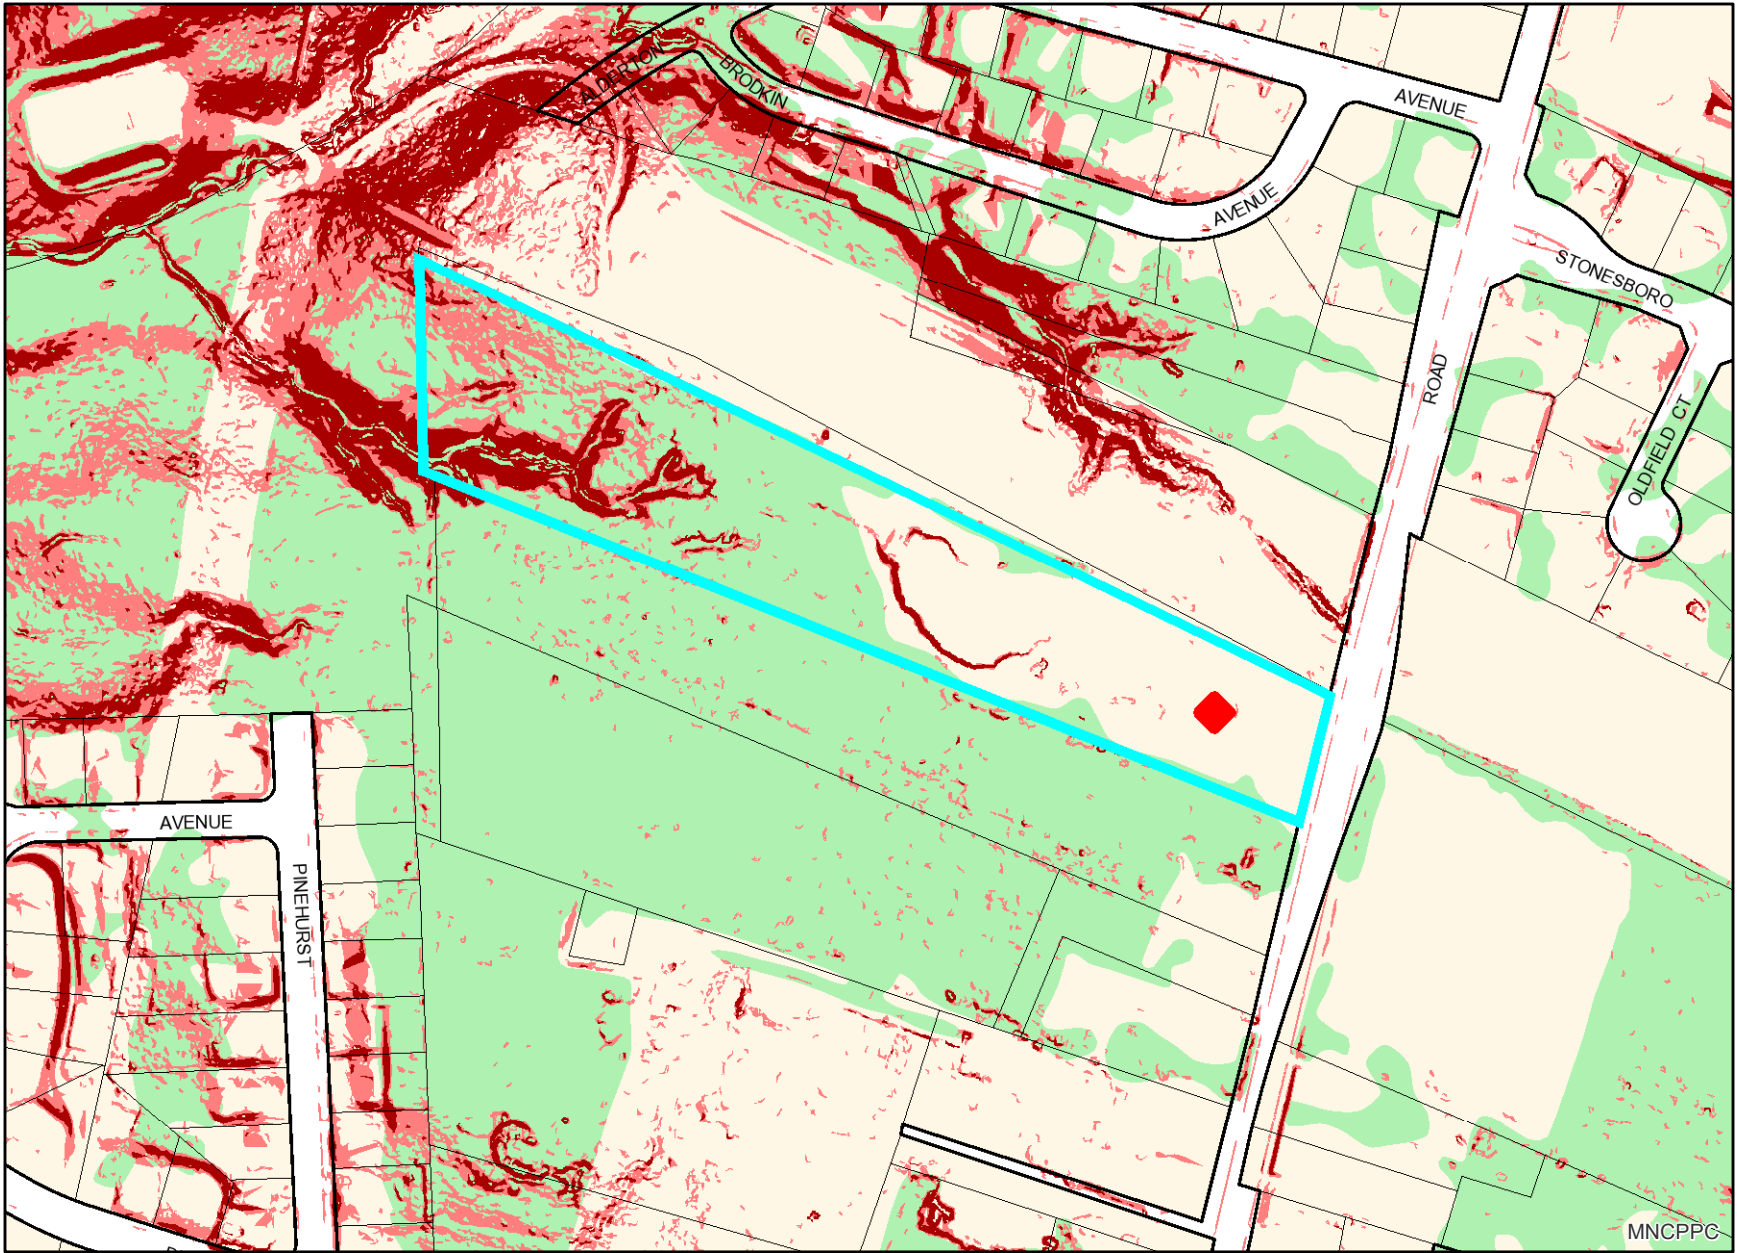 ALDERTON
BRODKIN
AVENUE
AVENUE
STONESBORO
ROAD
OLDFIELD CT
AVENUE
PINEHURST
MNCPPC